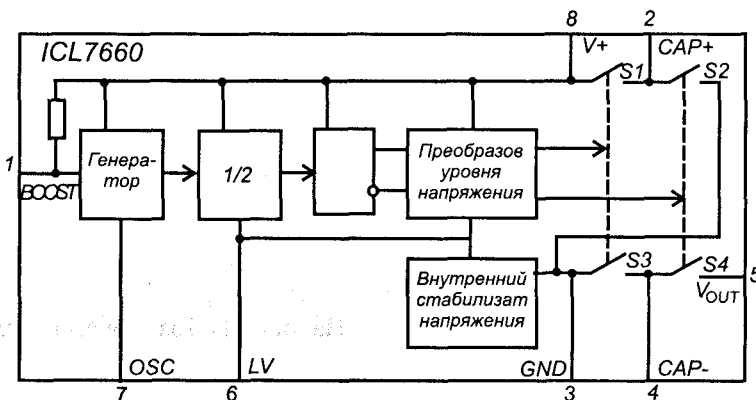 8 2
ICL7660 V+ CAP+
S1 S2
1 Генера-
тор
1/2
Преобразов
уровня
напряжения
BOOST
S3 S4 5
Внутренний
стабилизат
напряжения
VOUT
OSC LV GND CAP-
7 6 3 4